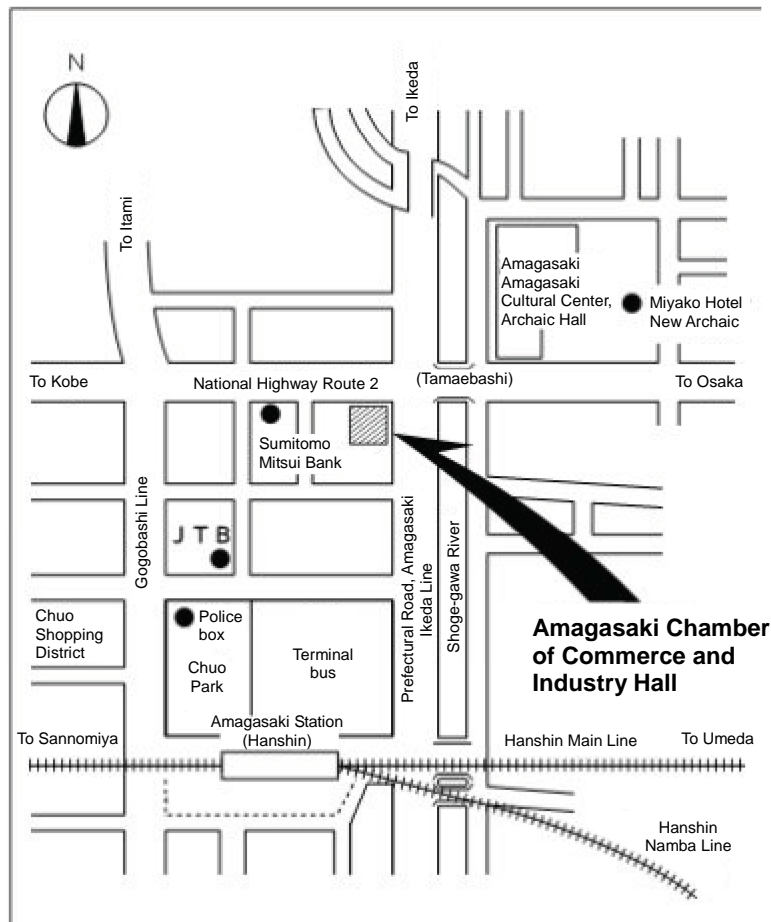 N
To Ikeda
To Itami
Amagasaki
Amagasaki
Cultural Center,
Archaic Hall
Miyako Hotel
New Archaic
To Kobe
National Highway Route 2
(Tamaebashi)
To Osaka
Sumitomo
Mitsui Bank
Gogobashi Line
J T B
Prefectural Road, Amagasaki
Ikeda Line
Shoge-gawa River
Chuo
Shopping
District
Police
box
Chuo
Park
Terminal
bus
Amagasaki Chamber
of Commerce and
Industry Hall
Amagasaki Station
(Hanshin)
To Sannomiya
Hanshin Main Line
To Umeda
Hanshin
Namba Line